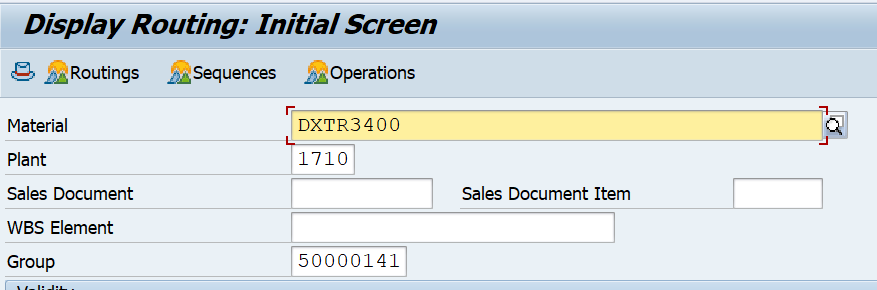 Display Routing: Initial Screen
Routings Sequences Operations
Material DXTR3400
Plant 1710
Sales Document Sales Document Item
WBS Element
Group 50000141
Validity